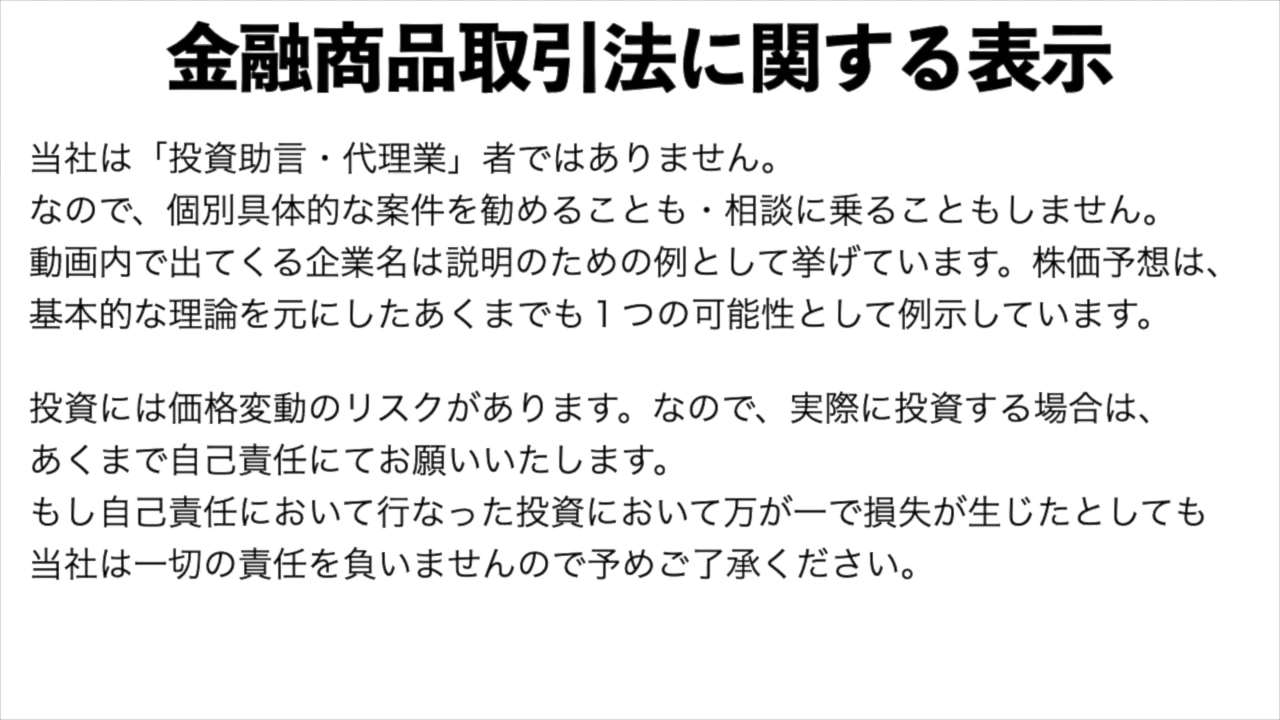 金融商品取引法に関する表示
当社は「投資助言・代理業」者ではありません。
なので、個別具体的な案件を勧めることも・相談に乗ることもしません。
動画内で出てくる企業名は説明のための例として挙げています。株価予想は、
基本的な理論を元にしたあくまでも１つの可能性として例示しています。
投資には価格変動のリスクがあります。なので、実際に投資する場合は、
あくまで自己責任にてお願いいたします。
もし自己責任において行なった投資において万が一で損失が生じたとしても
当社は一切の責任を負いませんので予めご了承ください。